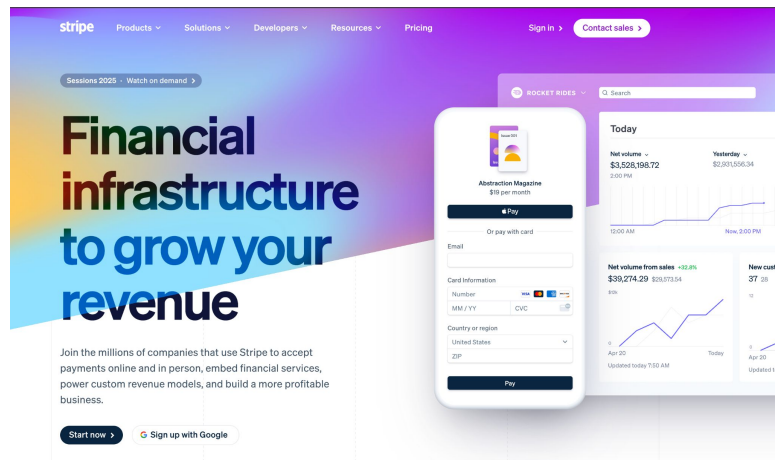 stripe Products Solutions Developers Resources Pricing Sign in Contact sales
Sessions 2025 · Watch on demand
Financial
infrastructure
to grow your
revenue
Join the millions of companies that use Stripe to accept
payments online and in person, embed financial services,
power custom revenue models, and build a more profitable
business.
Start now
G Sign up with Google
Abstraction Magazine
$19 per month
Pay
Or pay with card
Email
Card Information
Number VISA
MM / YY CVC
Country or region
United States
ZIP
Pay
ROCKET RIDES Search
Today
Net volume Yesterday
$3,528,198.72 $2,931,556.34
2:00 PM
12:00 AM Now, 2:00 PM
Net volume from sales +32,8%
$39,274.29 $29,573.54
0
Apr 20 Today
Updated today 7:50 AM
New cust
37 28
12
0
Apr 20
Updated t